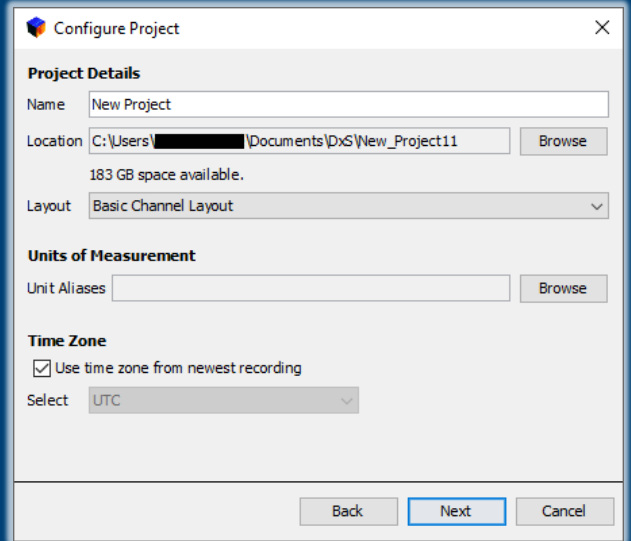 Configure Project
Project Details
Name New Project
Location C:\Users\ \Documents\DxS\New_Project11 Browse
183 GB space available.
Layout Basic Channel Layout
Units of Measurement
Unit Aliases Browse
Time Zone
Use time zone from newest recording
Select UTC
Back Next Cancel